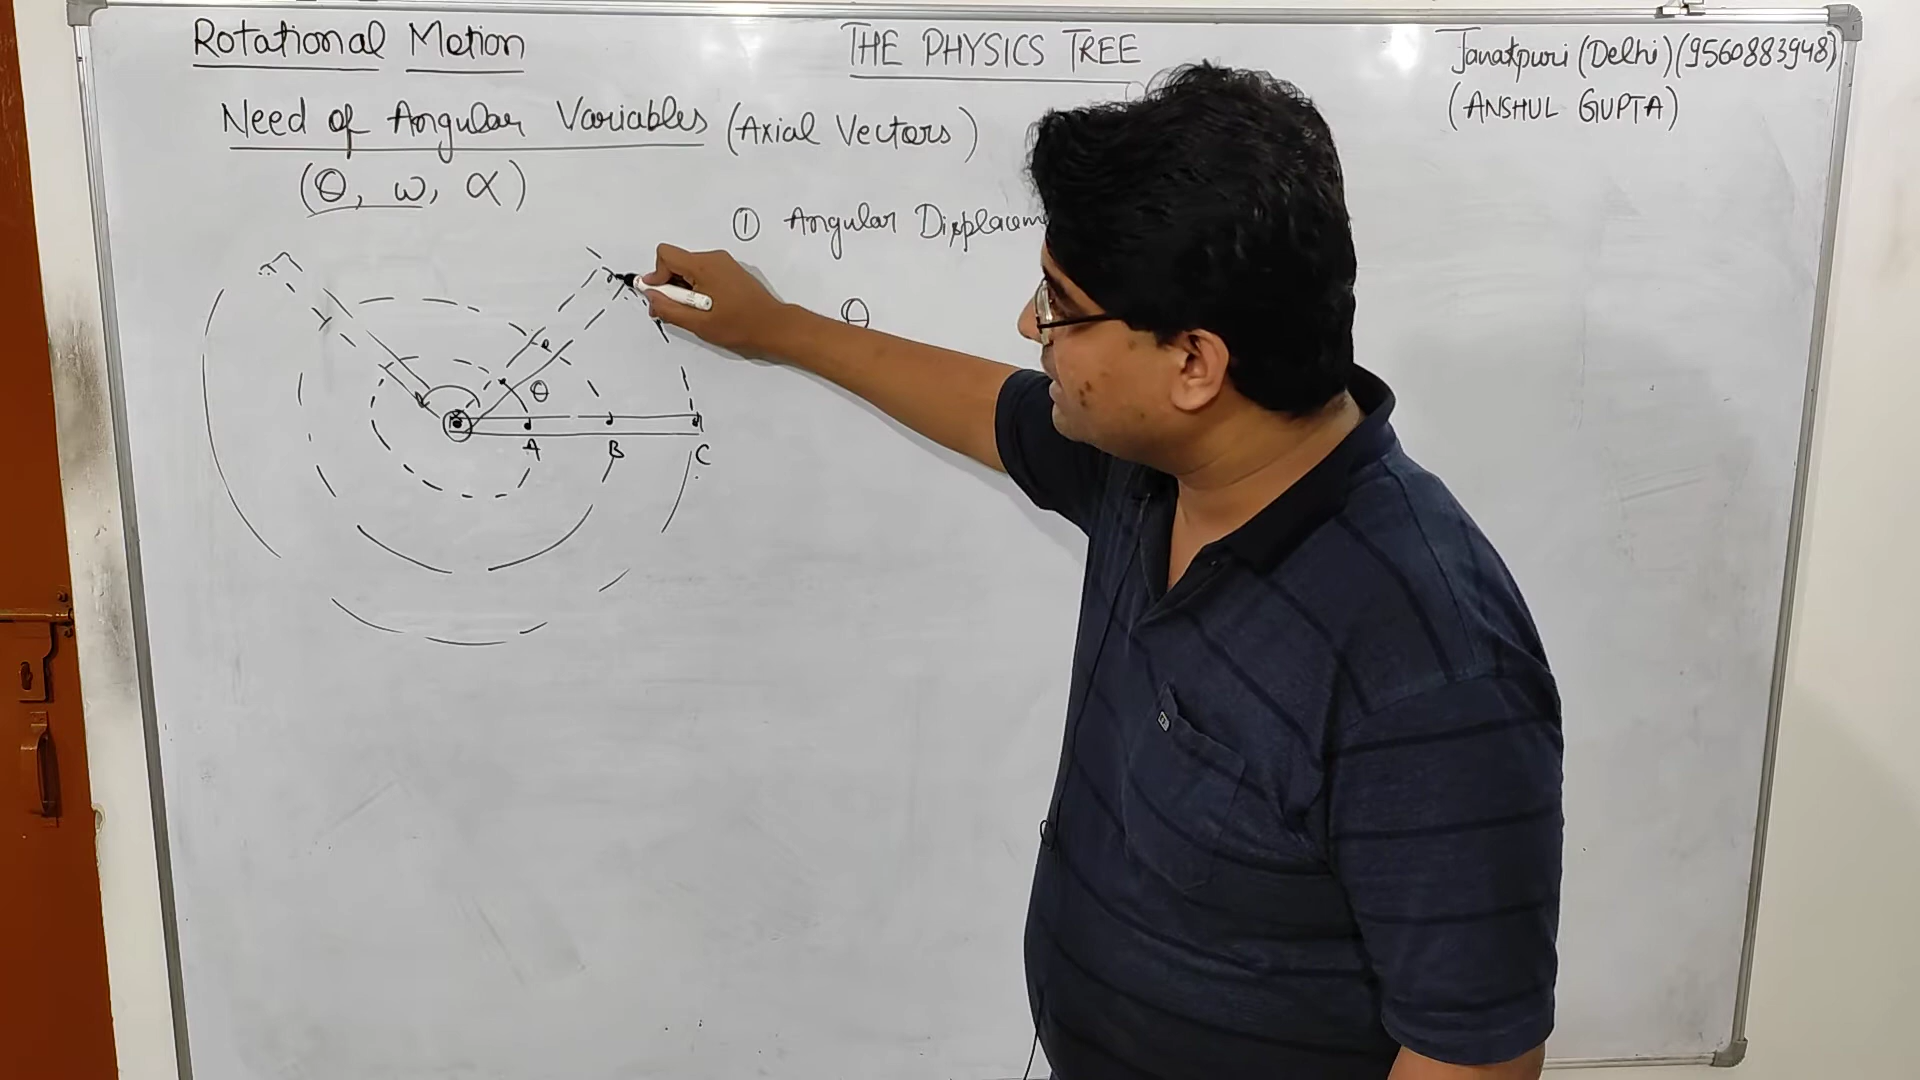 Rotational Motion
THE PHYSICS TREE
Janakpuri (Delhi) (9560883948)
(ANSHUL GUPTA)
Need of Angular Variables (Axial Vectors)
(θ, ω, α)
① Angular Displacem
θ
θ
A B C